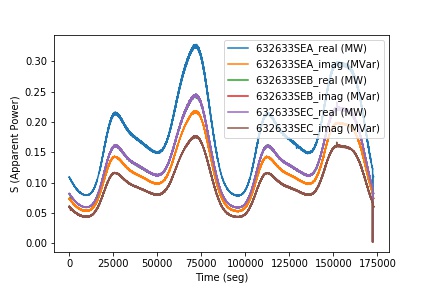 632633SEA_real (MW)
632633SEA_imag (MVar)
632633SEB_real (MW)
632633SEB_imag (MVar)
632633SEC_real (MW)
632633SEC_imag (MVar)
S (Apparent Power)
0.30
0.25
0.20
0.15
0.10
0.05
0.00
0 25000 50000 75000 100000 125000 150000 175000
Time (seg)